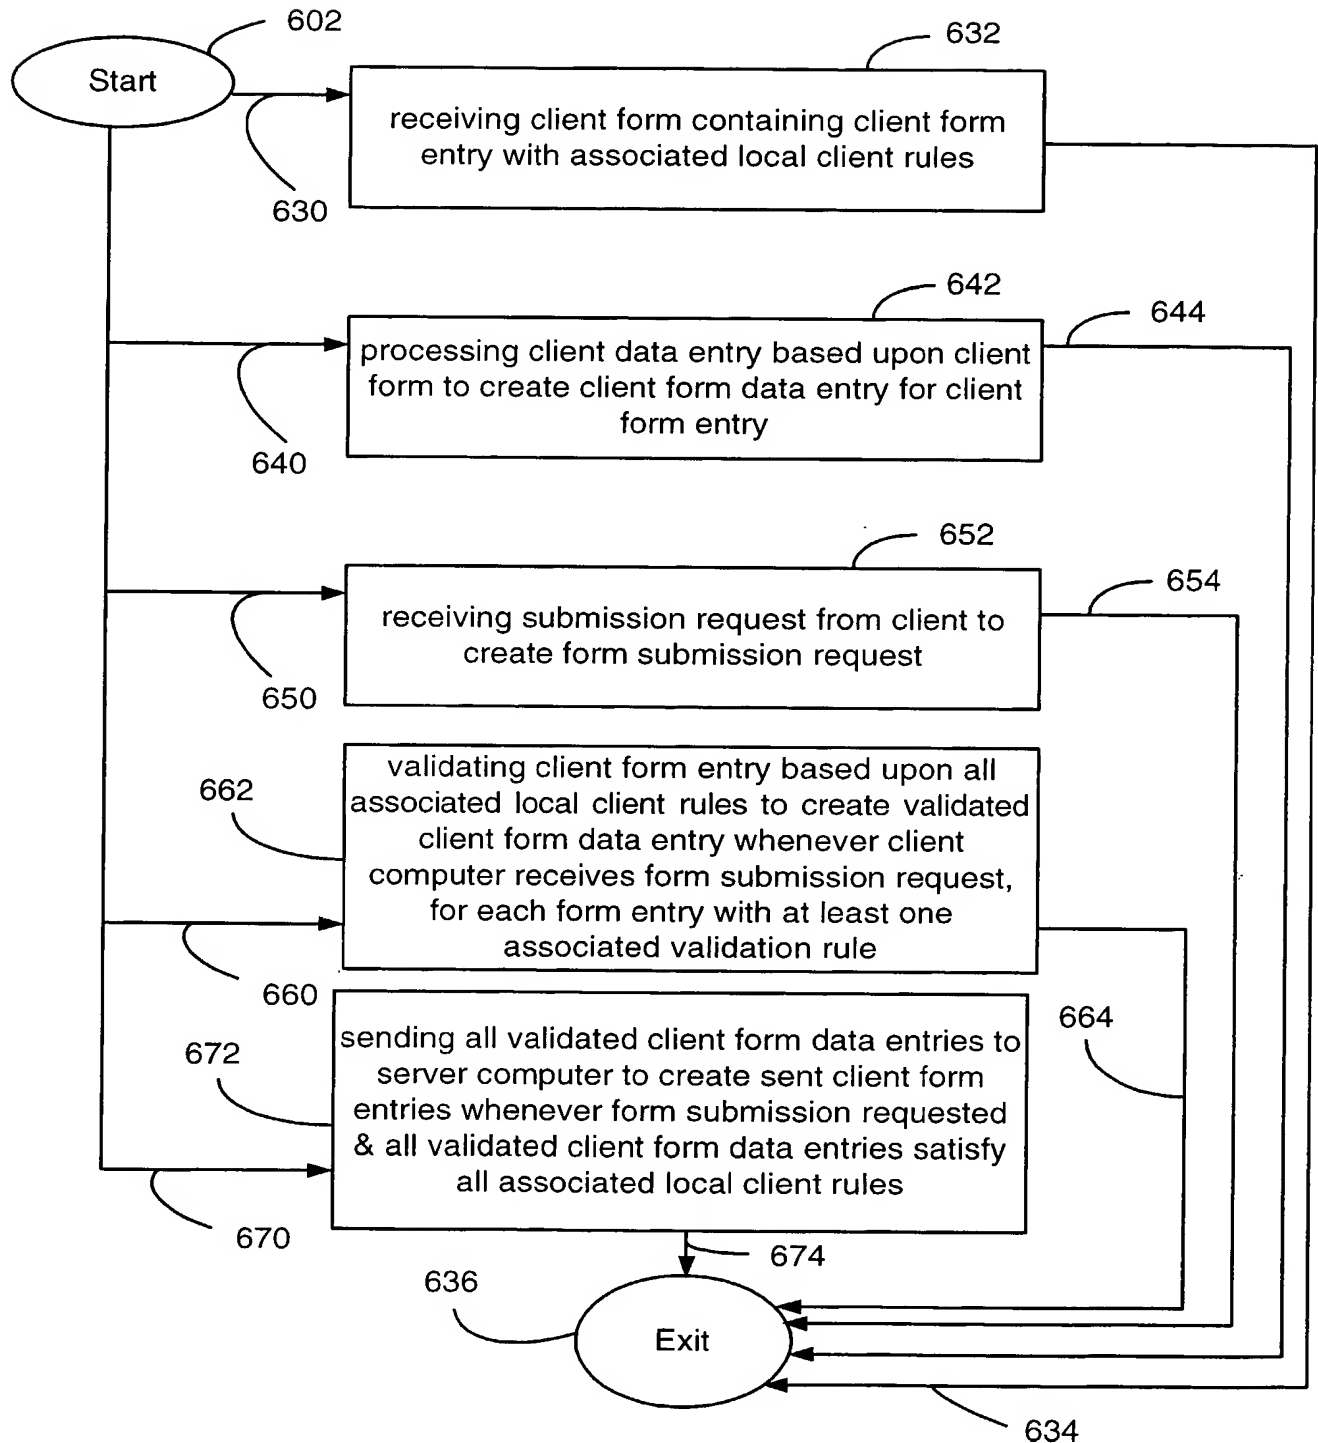 602
Start
632
receiving client form containing client form
entry with associated local client rules
630
642
644
processing client data entry based upon client
form to create client form data entry for client
form entry
640
652
654
receiving submission request from client to
create form submission request
650
662
validating client form entry based upon all
associated local client rules to create validated
client form data entry whenever client
computer receives form submission request,
for each form entry with at least one
associated validation rule
660
664
672
sending all validated client form data entries to
server computer to create sent client form
entries whenever form submission requested
& all validated client form data entries satisfy
all associated local client rules
670
674
636
Exit
634